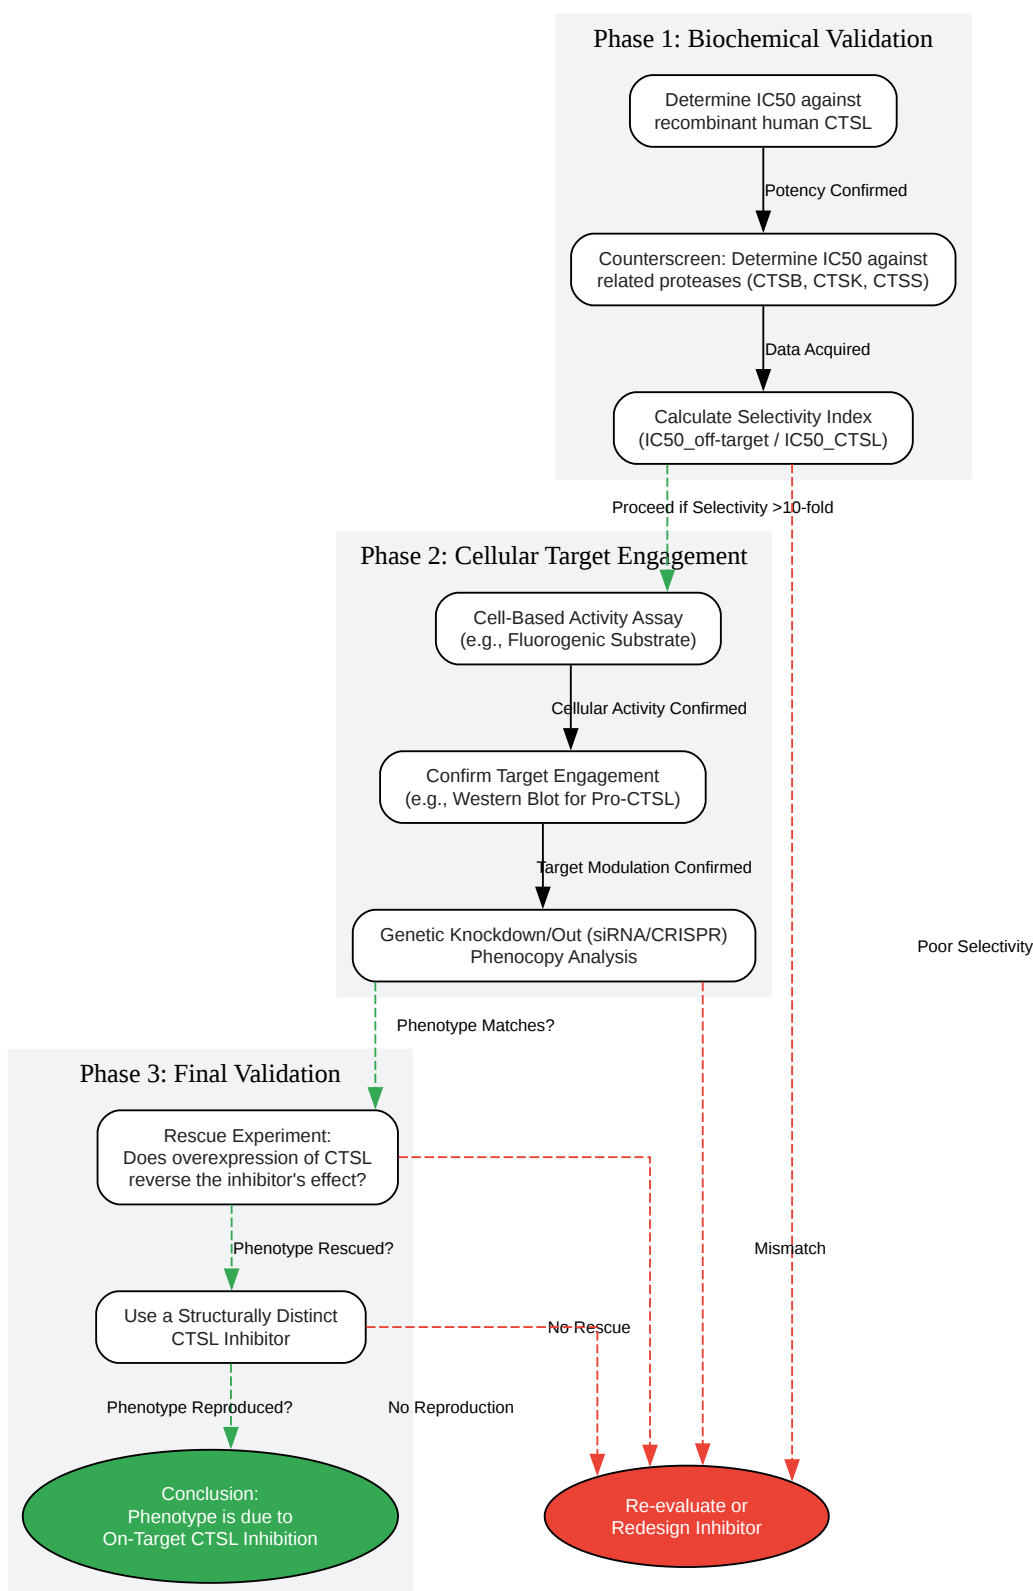 Phase 1: Biochemical Validation
Determine IC50 against
recombinant human CTSL
Potency Confirmed
Counterscreen: Determine IC50 against
related proteases (CTSB, CTSK, CTSS)
Data Acquired
Calculate Selectivity Index
(IC50_off-target / IC50_CTSL)
Proceed if Selectivity >10-fold
Phase 2: Cellular Target Engagement
Cell-Based Activity Assay
(e.g., Fluorogenic Substrate)
Cellular Activity Confirmed
Confirm Target Engagement
(e.g., Western Blot for Pro-CTSL)
Target Modulation Confirmed
Genetic Knockdown/Out (siRNA/CRISPR)
Phenocopy Analysis
Poor Selectivity
Phenotype Matches?
Phase 3: Final Validation
Rescue Experiment:
Does overexpression of CTSL
reverse the inhibitor's effect?
Phenotype Rescued?
Mismatch
Use a Structurally Distinct
CTSL Inhibitor
No Rescue
Phenotype Reproduced?
No Reproduction
Conclusion:
Phenotype is due to
On-Target CTSL Inhibition
Re-evaluate or
Redesign Inhibitor